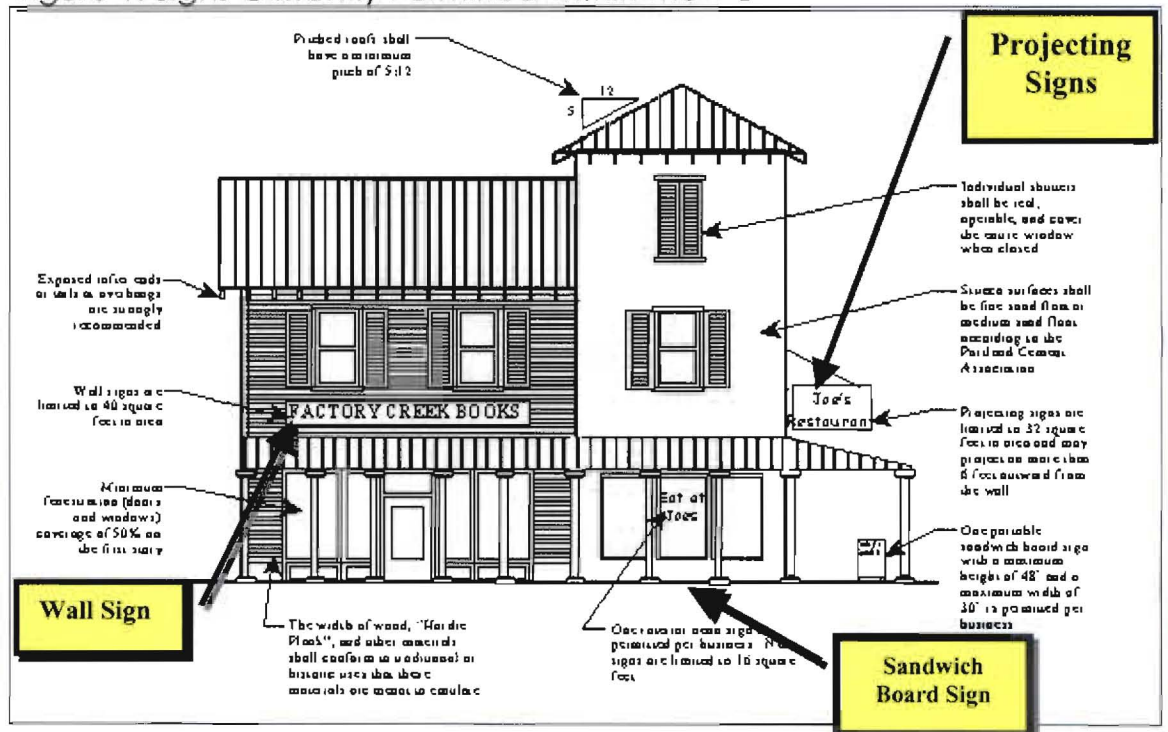 Pitched roofs shall
have a minimum
pitch of 5:12
12
5
Projecting
Signs
Individual shutters
shall be real,
operable, and cover
the entire window
when closed
Exposed rafter ends
are strongly
recommended
Stucco surfaces shall
be fine sand float or
medium sand float
according to the
Portland Cement
Association
Wall signs are
limited to 40 square
feet in area
FACTORY CREEK BOOKS
Joe's
Restaurant
Projecting signs are
limited to 32 square
feet in area and may
project no more than
feet outward from
the wall
Minimum
fenestration (doors
and windows)
coverage of 50% on
the first story
Eat at
Joes
One portable
sandwich board sign
with a maximum
height of 48" and a
maximum width of
30" is permitted per
business
Wall Sign
The width of wood, "Hardie
Plank", and other materials
shall conform to traditional or
historic uses that these
materials are meant to emulate
One neon sign
permitted per business
signs are limited to 16 square
feet
Sandwich
Board Sign